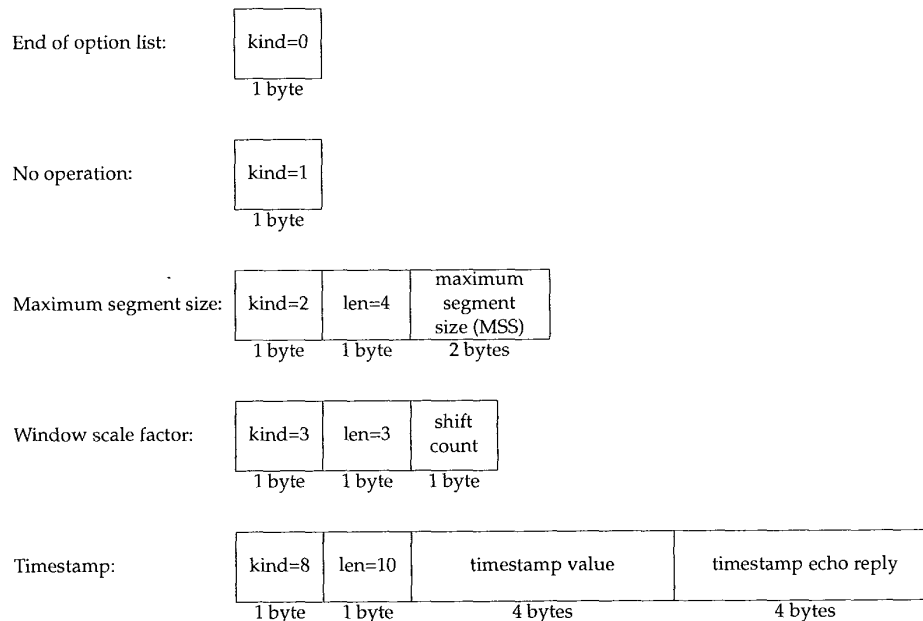 End of option list:
kind=0
1 byte
No operation:
kind=1
1 byte
Maximum segment size:
kind=2
len=4
maximum
segment
size (MSS)
1 byte
1 byte
2 bytes
Window scale factor:
kind=3
len=3
shift
count
1 byte
1 byte
1 byte
Timestamp:
kind=8
len=10
timestamp value
timestamp echo reply
1 byte
1 byte
4 bytes
4 bytes